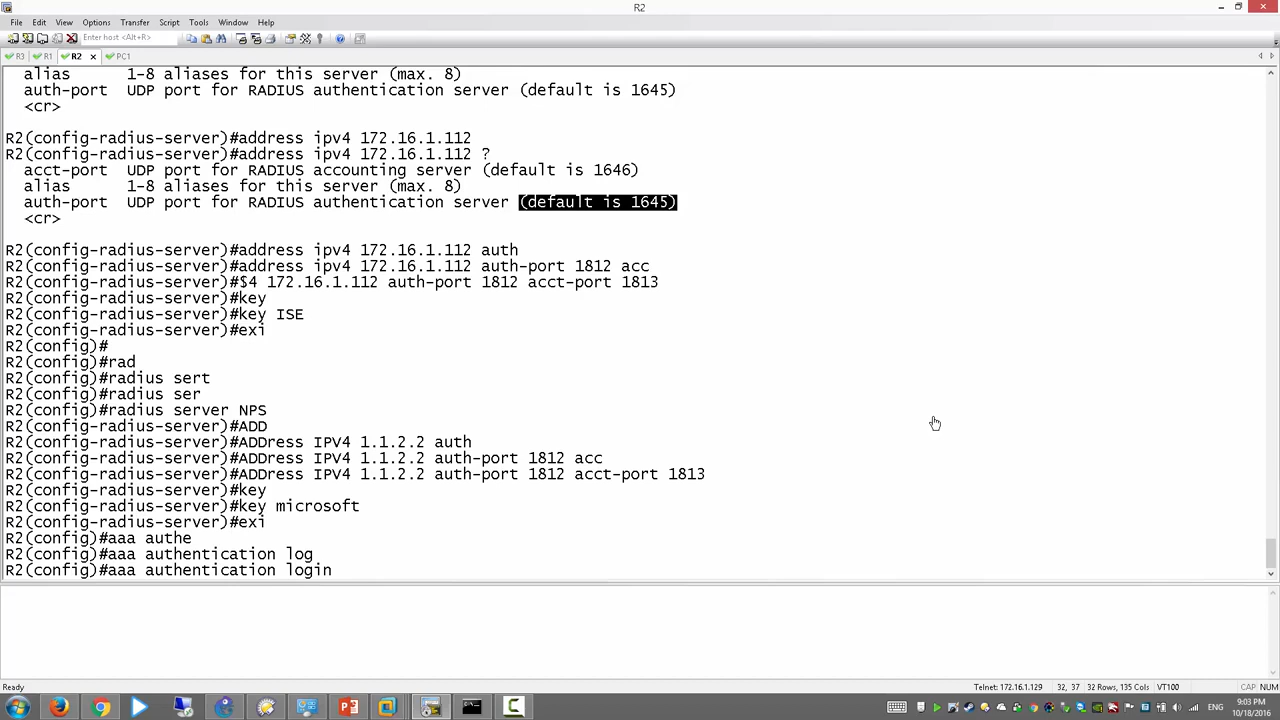 R2
File Edit View Options Transfer Script Tools Window Help
Enter host <Alt+R>
R3 R1 R2 PC1
alias 1-8 aliases for this server (max. 8)
auth-port UDP port for RADIUS authentication server (default is 1645)
<cr>
R2(config-radius-server)#address ipv4 172.16.1.112
R2(config-radius-server)#address ipv4 172.16.1.112 ?
acct-port UDP port for RADIUS accounting server (default is 1646)
alias 1-8 aliases for this server (max. 8)
auth-port UDP port for RADIUS authentication server (default is 1645)
<cr>
R2(config-radius-server)#address ipv4 172.16.1.112 auth
R2(config-radius-server)#address ipv4 172.16.1.112 auth-port 1812 acc
R2(config-radius-server)#$4 172.16.1.112 auth-port 1812 acct-port 1813
R2(config-radius-server)#key
R2(config-radius-server)#key ISE
R2(config-radius-server)#exi
R2(config)#
R2(config)#rad
R2(config)#radius sert
R2(config)#radius ser
R2(config)#radius server NPS
R2(config-radius-server)#ADD
R2(config-radius-server)#ADDress IPV4 1.1.2.2 auth
R2(config-radius-server)#ADDress IPV4 1.1.2.2 auth-port 1812 acc
R2(config-radius-server)#ADDress IPV4 1.1.2.2 auth-port 1812 acct-port 1813
R2(config-radius-server)#key
R2(config-radius-server)#key microsoft
R2(config-radius-server)#exi
R2(config)#aaa authe
R2(config)#aaa authentication log
R2(config)#aaa authentication login
Ready Telnet: 172.16.1.129 32, 37 32 Rows, 135 Cols VT100 CAP NUM
ENG 9:03 PM
10/18/2016